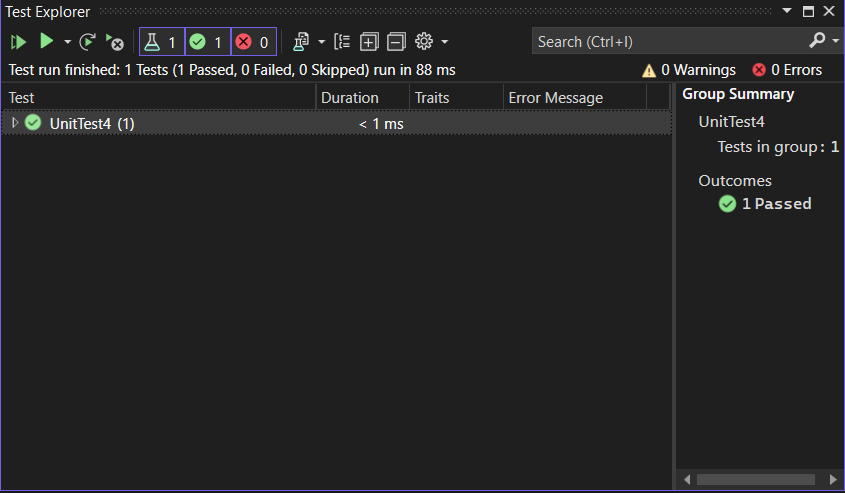 Test Explorer
1 1 0
Search (Ctrl+I)
Test run finished: 1 Tests (1 Passed, 0 Failed, 0 Skipped) run in 88 ms
0 Warnings
0 Errors
Test Duration Traits Error Message
UnitTest4 (1) < 1 ms
Group Summary
UnitTest4
Tests in group: 1
Outcomes
1 Passed